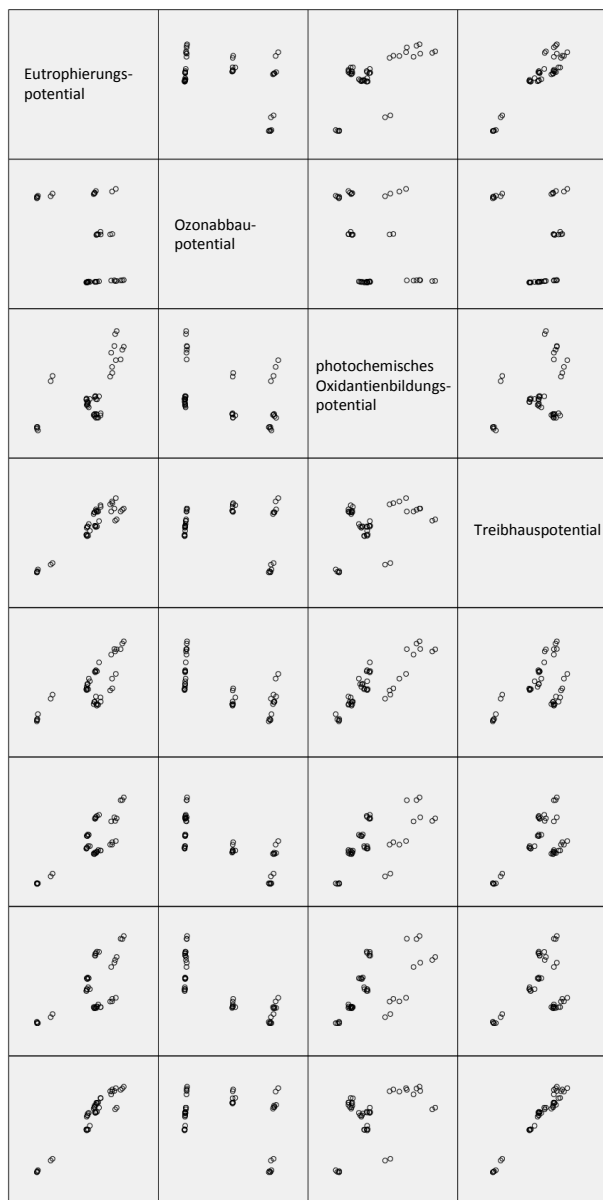 Eutrophierungs-
potential
Ozonabbau-
potential
photochemisches
Oxidantienbildungs-
potential
Treibhauspotential